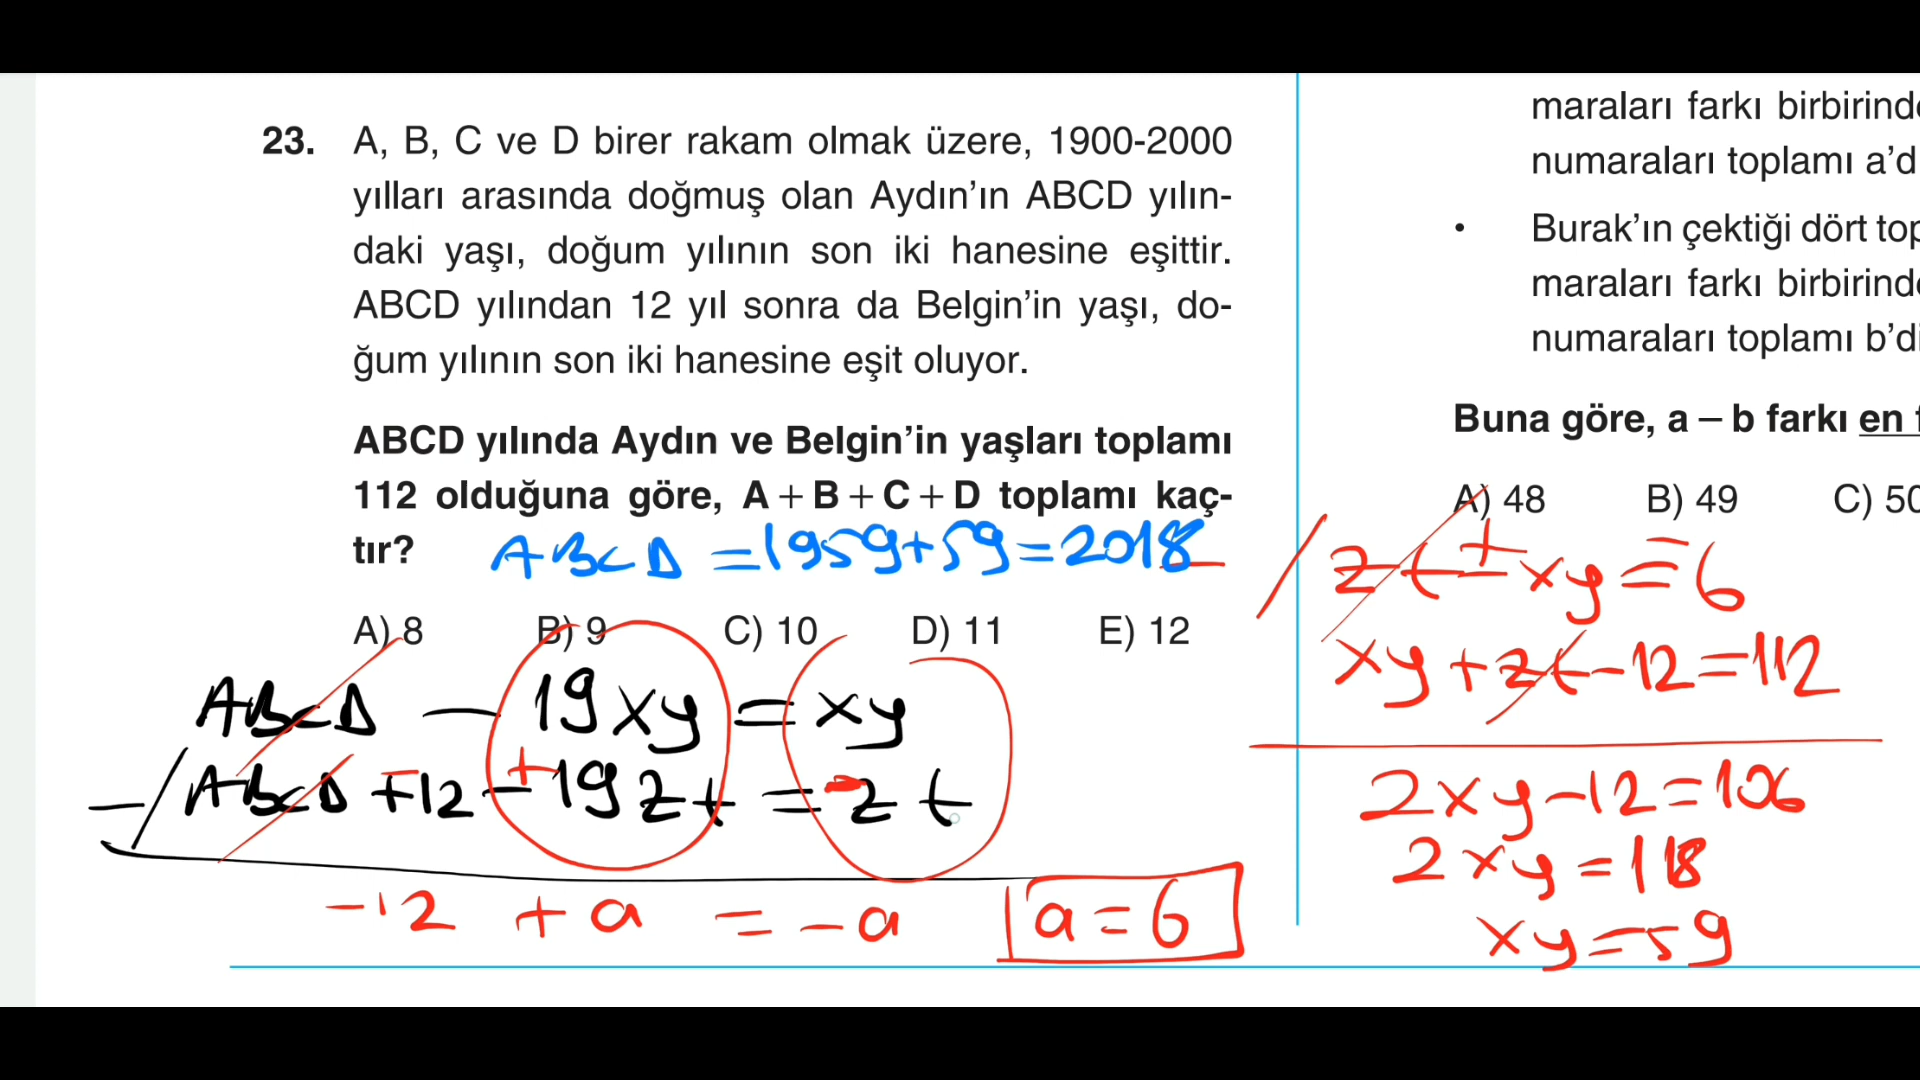 23. A, B, C ve D birer rakam olmak üzere, 1900-2000
yılları arasında doğmuş olan Aydın’ın ABCD yılın-
daki yaşı, doğum yılının son iki hanesine eşittir.
ABCD yılından 12 yıl sonra da Belgin’in yaşı, do-
ğum yılının son iki hanesine eşit oluyor.
ABCD yılında Aydın ve Belgin’in yaşları toplamı
112 olduğuna göre, A + B + C + D toplamı kaç-
tır?
ABCD = 1959+59=2018
A) 8 B) 9 C) 10 D) 11 E) 12
ABCD - 19xy = xy
-/ABCD +12 - 19zt = zt
-12 + a = -a a=6
maraları farkı birbirinde
numaraları toplamı a’d
• Burak’ın çektiği dört top
maraları farkı birbirinde
numaraları toplamı b’di
Buna göre, a – b farkı en f
A) 48 B) 49 C) 50
zt ± xy = 6
xy+zt-12=112
2xy-12=106
2xy=118
xy=59